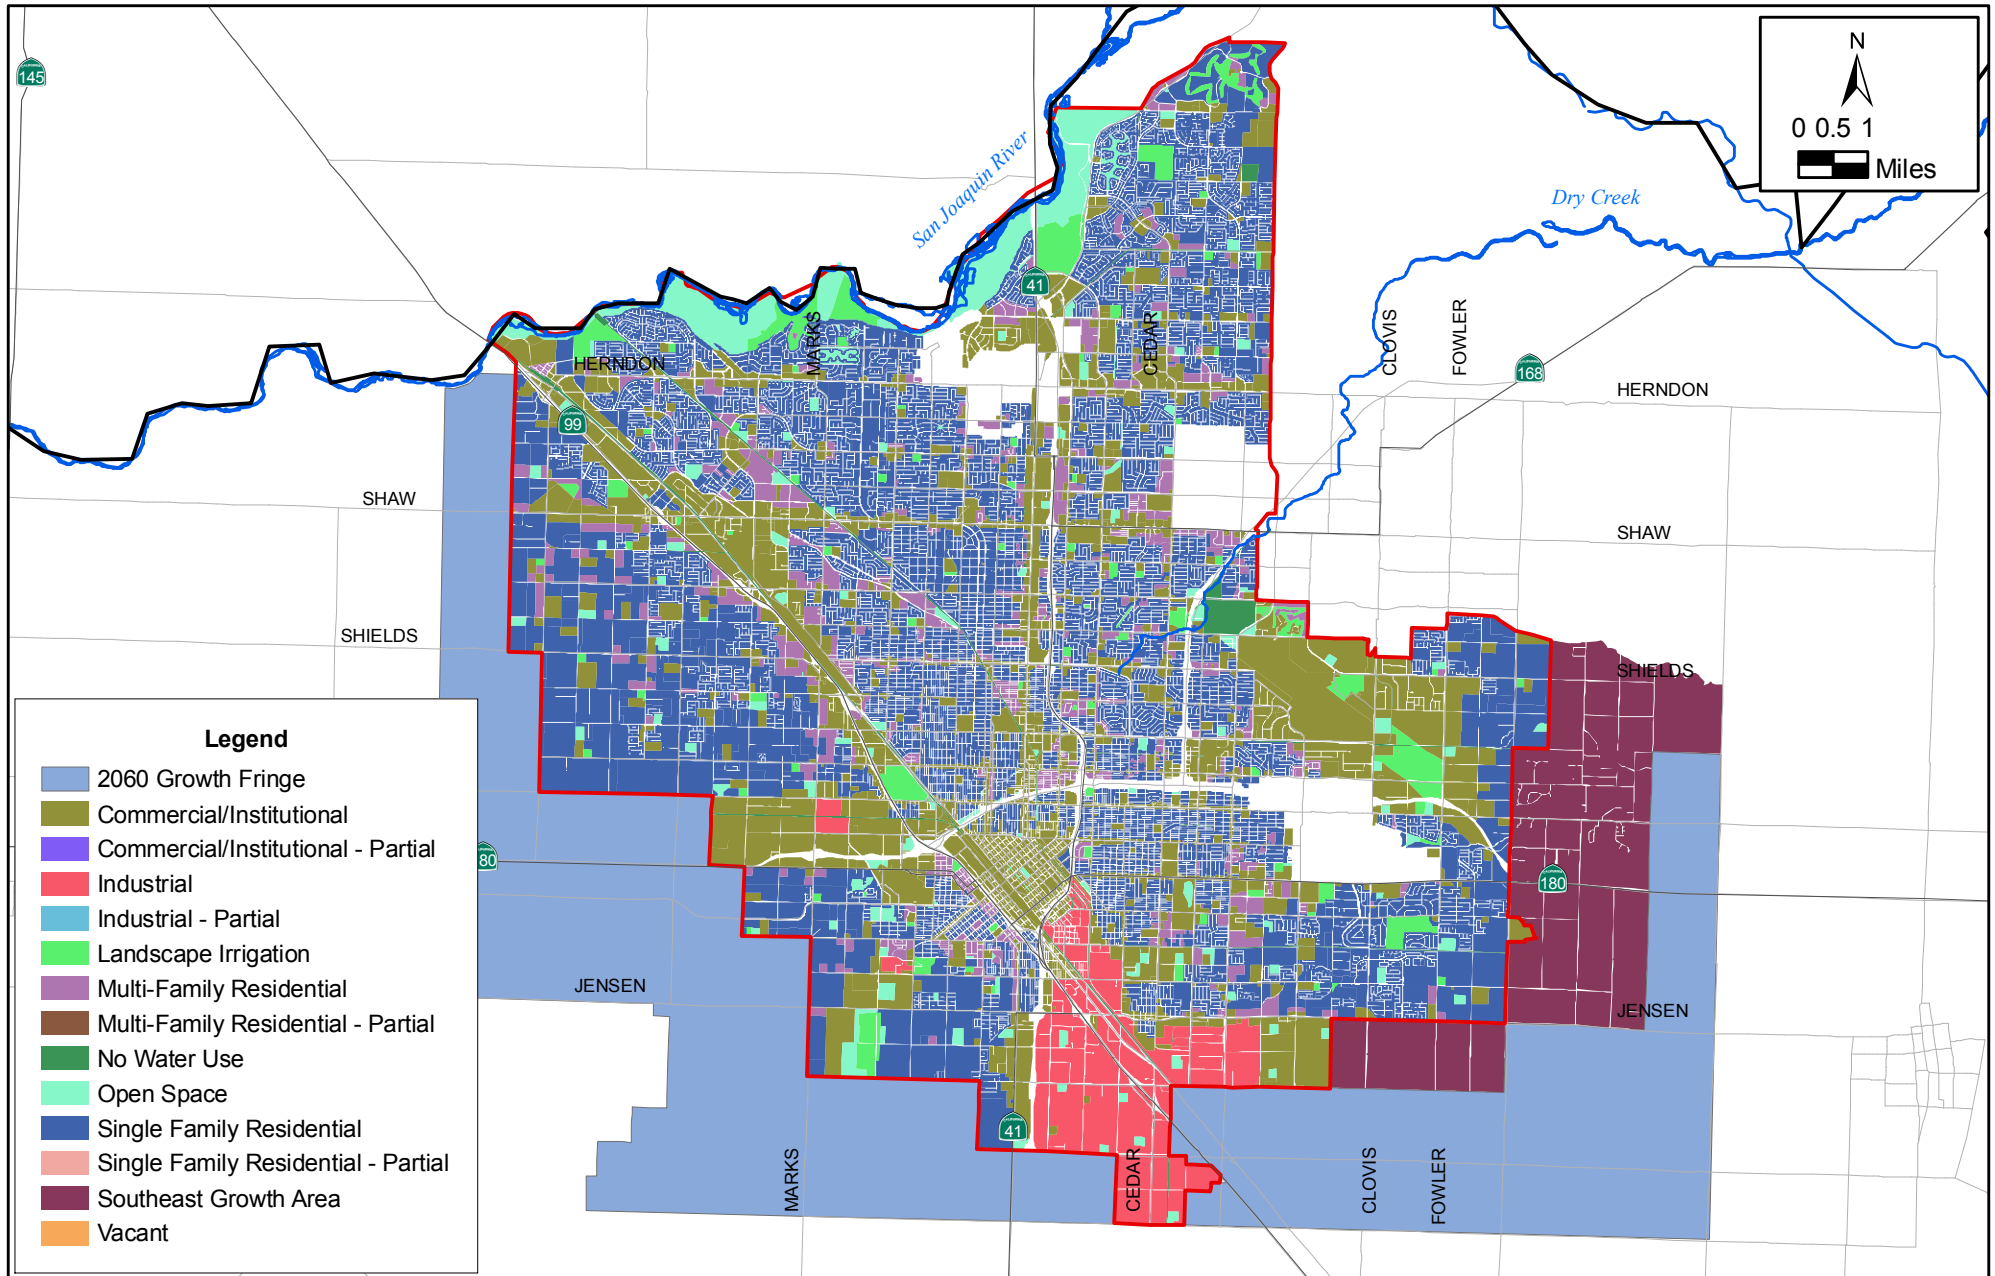 145
N
0 0.5 1
Miles
San Joaquin River
Dry Creek
41
MARKS
CEDAR
CLOVIS
FOWLER
HERNDON
168
HERNDON
99
SHAW
SHAW
SHIELDS
SHIELDS
Legend
2060 Growth Fringe
Commercial/Institutional
Commercial/Institutional - Partial
Industrial
Industrial - Partial
Landscape Irrigation
Multi-Family Residential
Multi-Family Residential - Partial
No Water Use
Open Space
Single Family Residential
Single Family Residential - Partial
Southeast Growth Area
Vacant
80
180
JENSEN
JENSEN
41
MARKS
CEDAR
CLOVIS
FOWLER